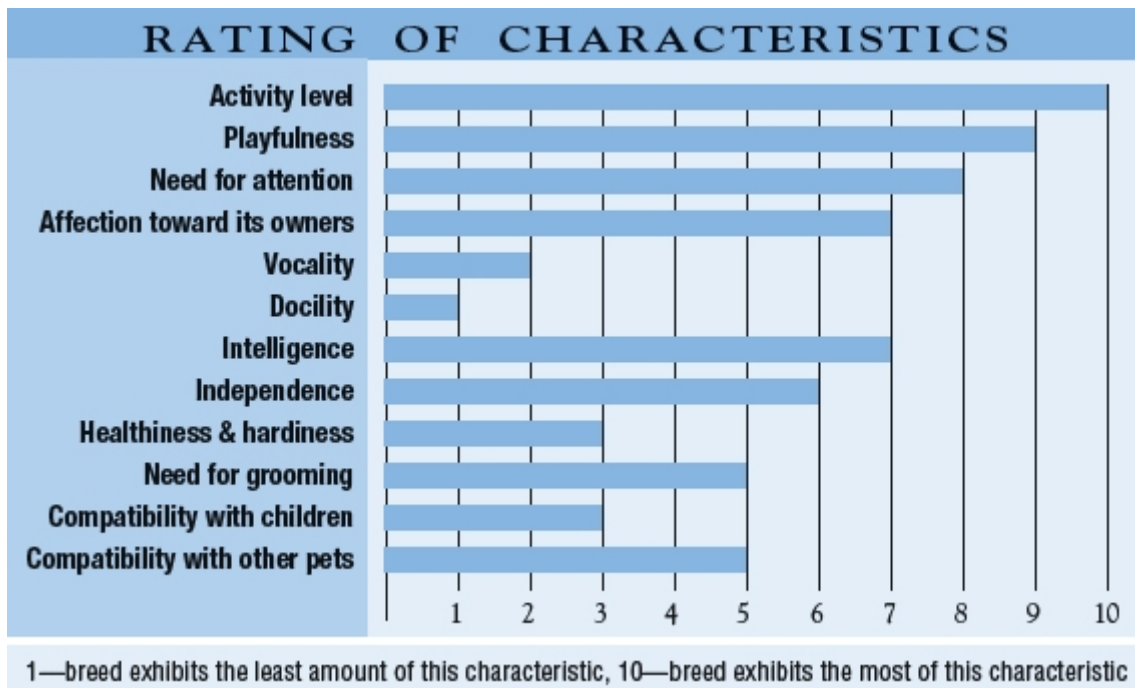 RATING OF CHARACTERISTICS
Activity level
Playfulness
Need for attention
Affection toward its owners
Vocality
Docility
Intelligence
Independence
Healthiness & hardiness
Need for grooming
Compatibility with children
Compatibility with other pets
1 2 3 4 5 6 7 8 9 10
1—breed exhibits the least amount of this characteristic, 10—breed exhibits the most of this characteristic